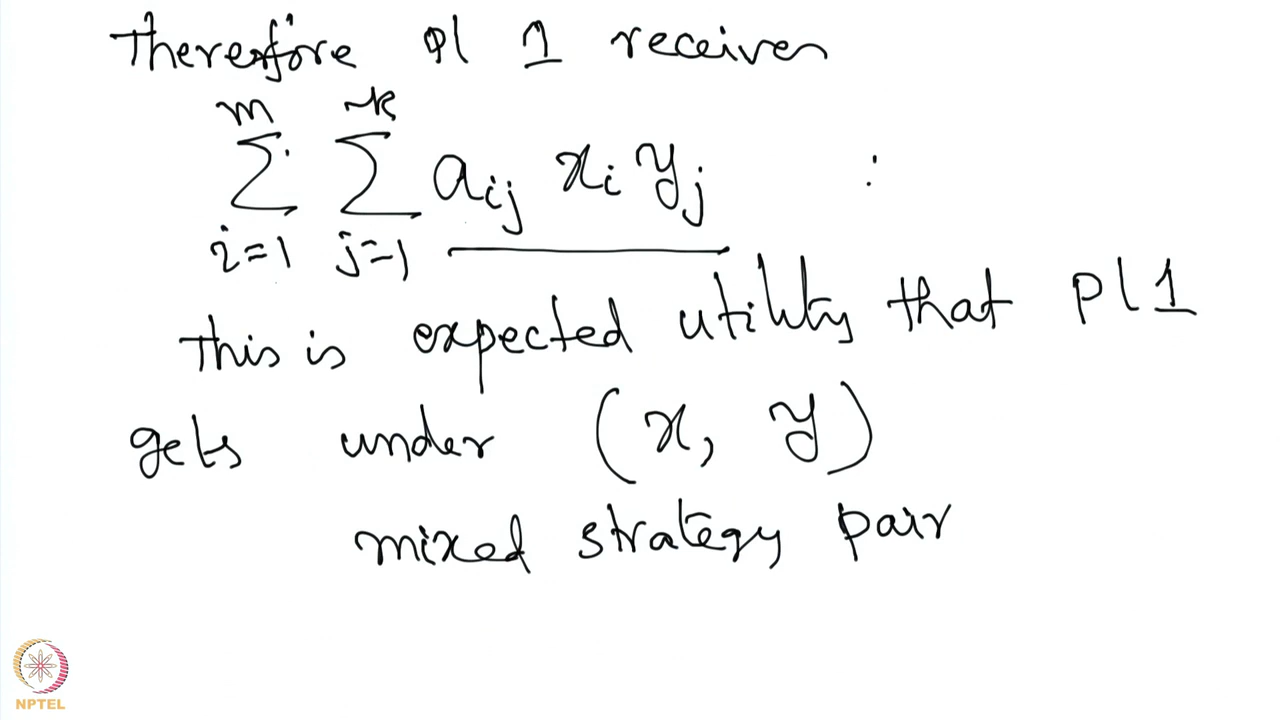 Therefore pl 1 receives
m k
∑ ∑ aij xi yj :
i=1 j=1
this is expected utility that Pl 1
gets under (x, y)
mixed strategy pair
NPTEL